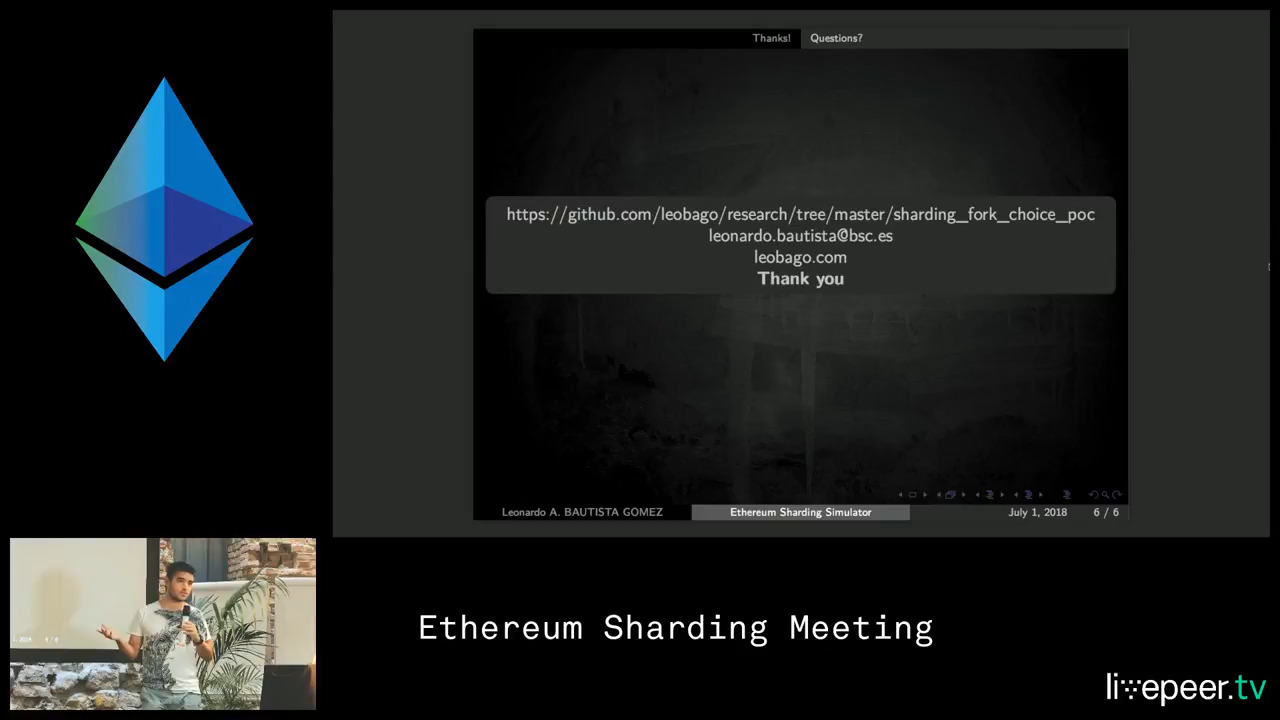 Thanks!
Questions?
https://github.com/leobago/research/tree/master/sharding_fork_choice_poc
leonardo.bautista@bsc.es
leobago.com
Thank you
Leonardo A. BAUTISTA GOMEZ
Ethereum Sharding Simulator
July 1, 2018
6 / 6
Ethereum Sharding Meeting
livepeer.tv